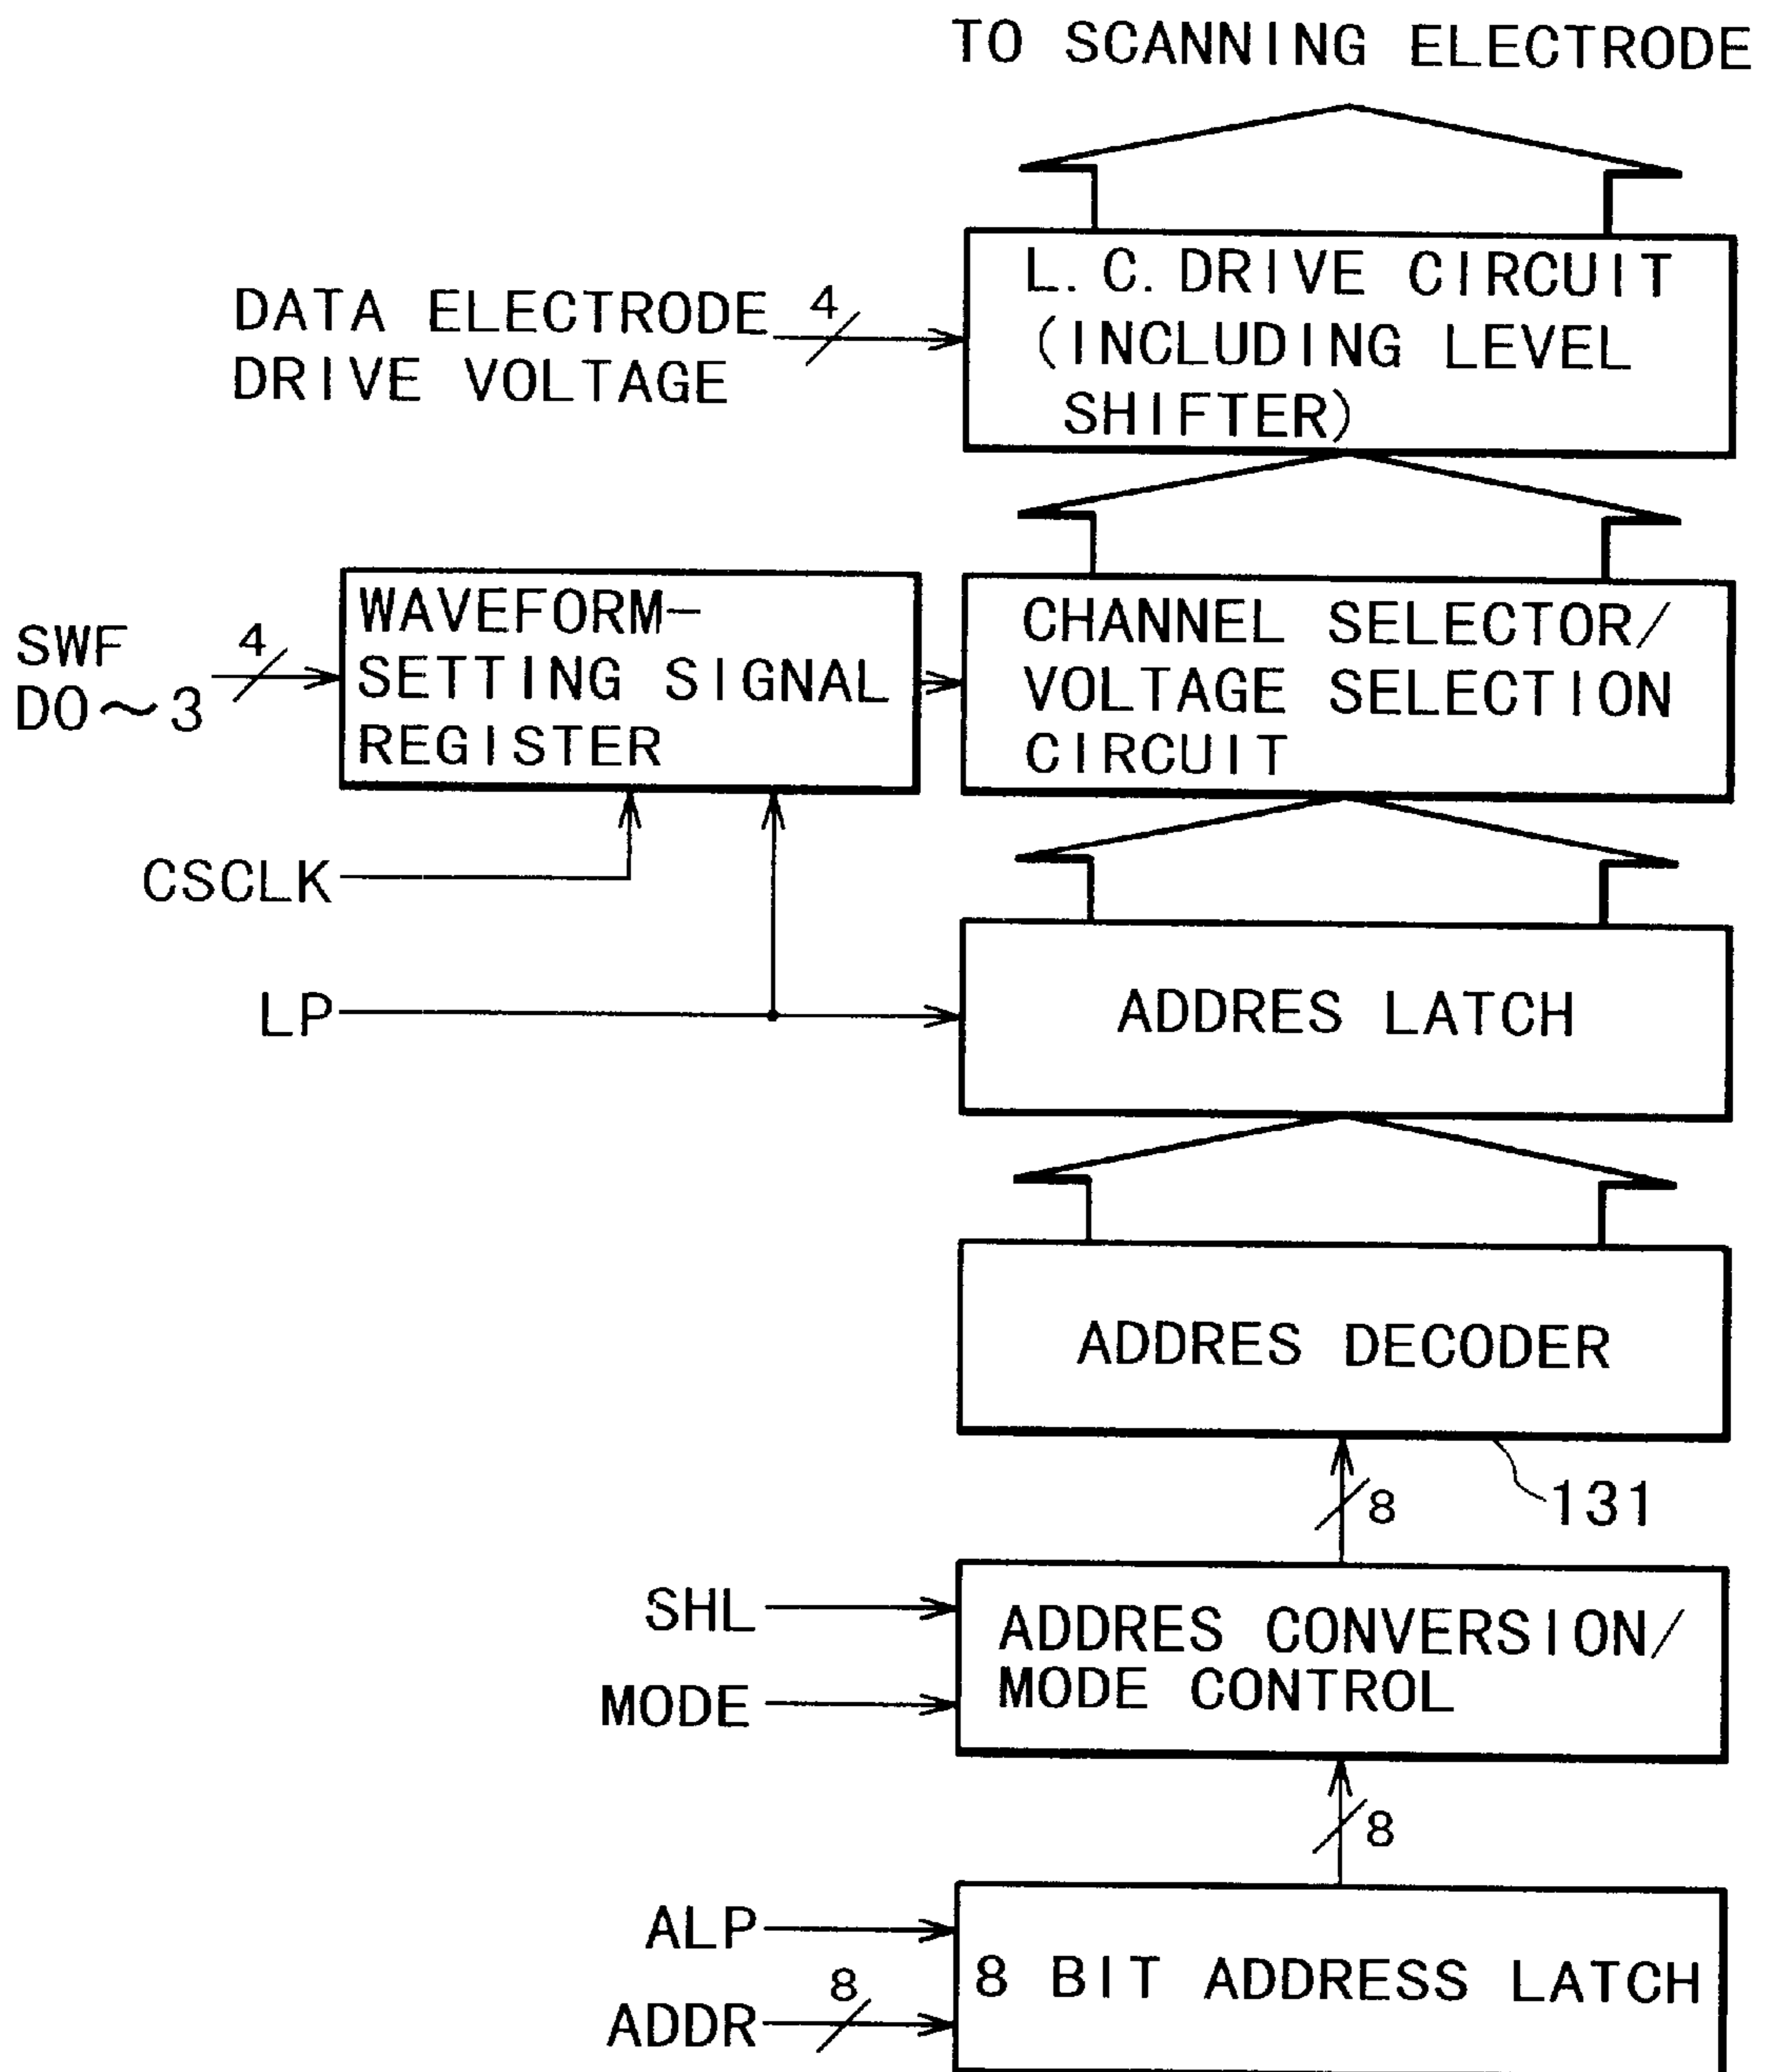 TO SCANNING ELECTRODE
L.C.DRIVE CIRCUIT
(INCLUDING LEVEL
SHIFTER)
DATA ELECTRODE
DRIVE VOLTAGE
4
WAVEFORM-
SETTING SIGNAL
REGISTER
SWF
DO～3
4
CHANNEL SELECTOR/
VOLTAGE SELECTION
CIRCUIT
CSCLK
LP
ADDRES LATCH
ADDRES DECODER
131
8
SHL
MODE
ADDRES CONVERSION/
MODE CONTROL
8
ALP
ADDR
8
8 BIT ADDRESS LATCH